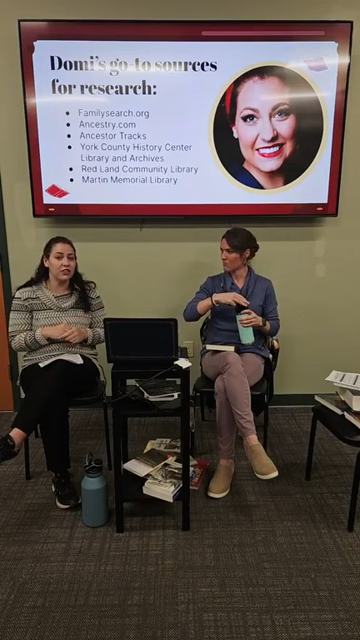 Domi's go-to sources
for research:
• Familysearch.org
• Ancestry.com
• Ancestor Tracks
• York County History Center
Library and Archives
• Red Land Community Library
• Martin Memorial Library